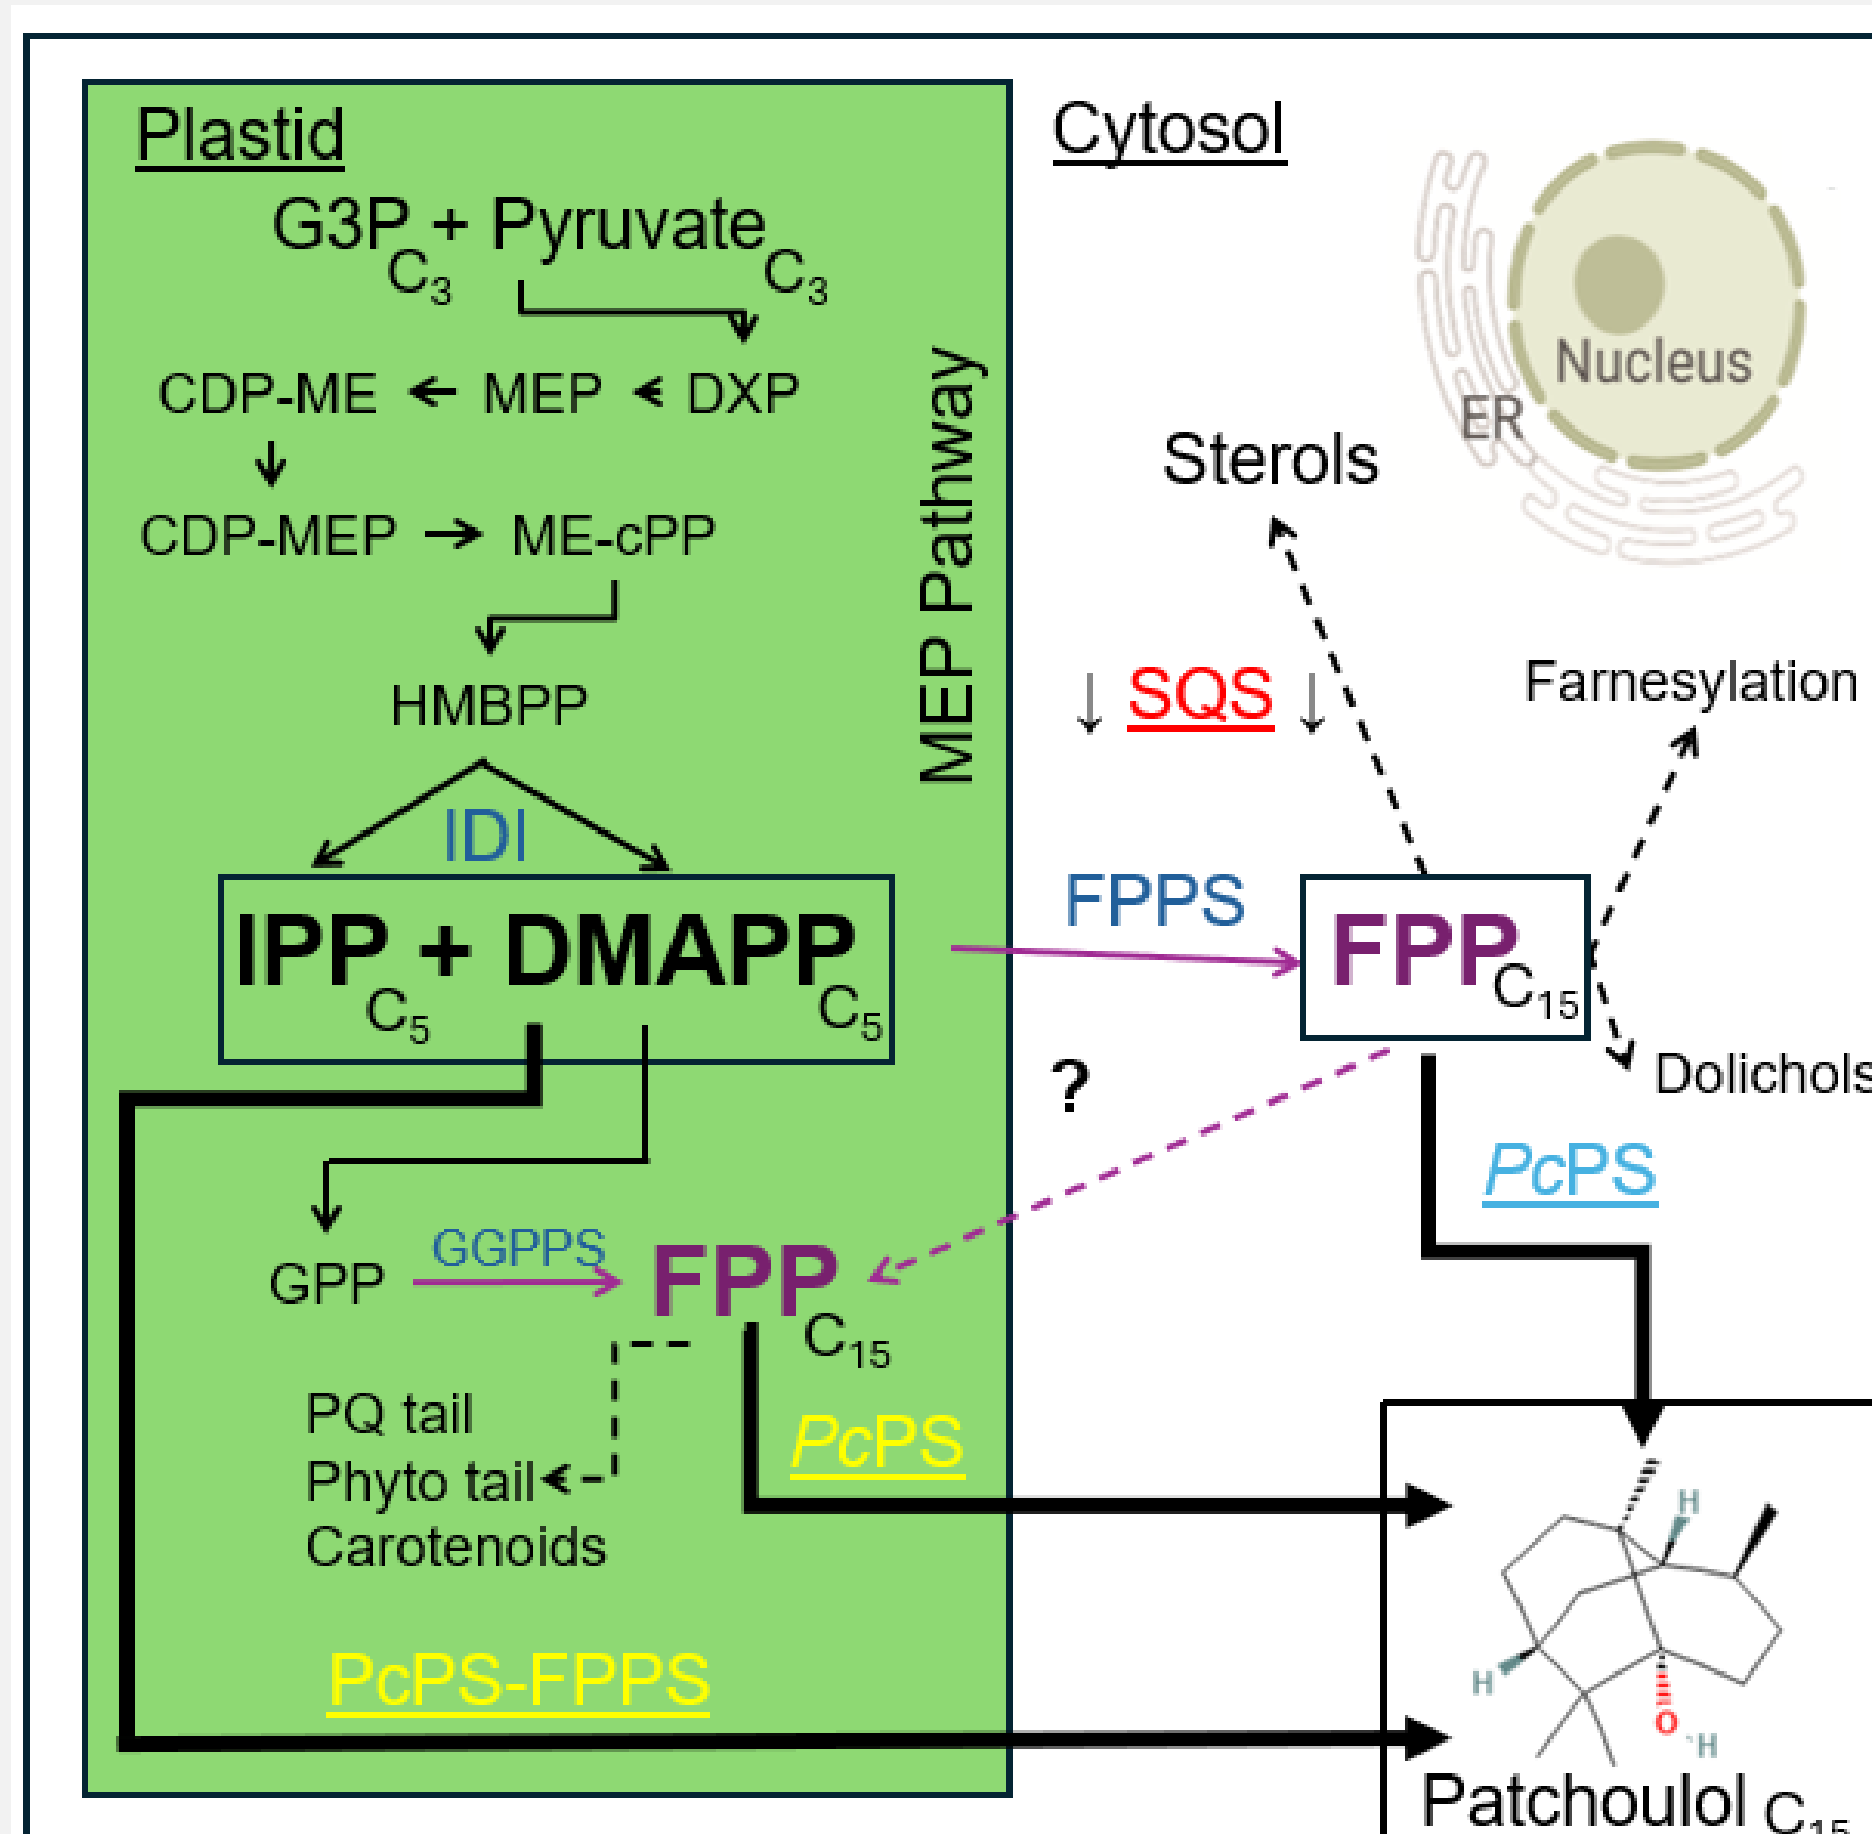 Plastid
G3P C3 + Pyruvate C3
CDP-ME MEP DXP
CDP-MEP ME-cPP
HMBPP
IDI
IPP C5 + DMAPP C5
MEP Pathway
GPP GGPPS FPP C15
PQ tail
Phyto tail
Carotenoids
PcPS
PcPS-FPPS
Cytosol
Nucleus
ER
Sterols
↓ SQS ↓
Farnesylation
FPPS
FPP C15
?
Dolichols
PcPS
H
H
O
H
Patchoulol C15